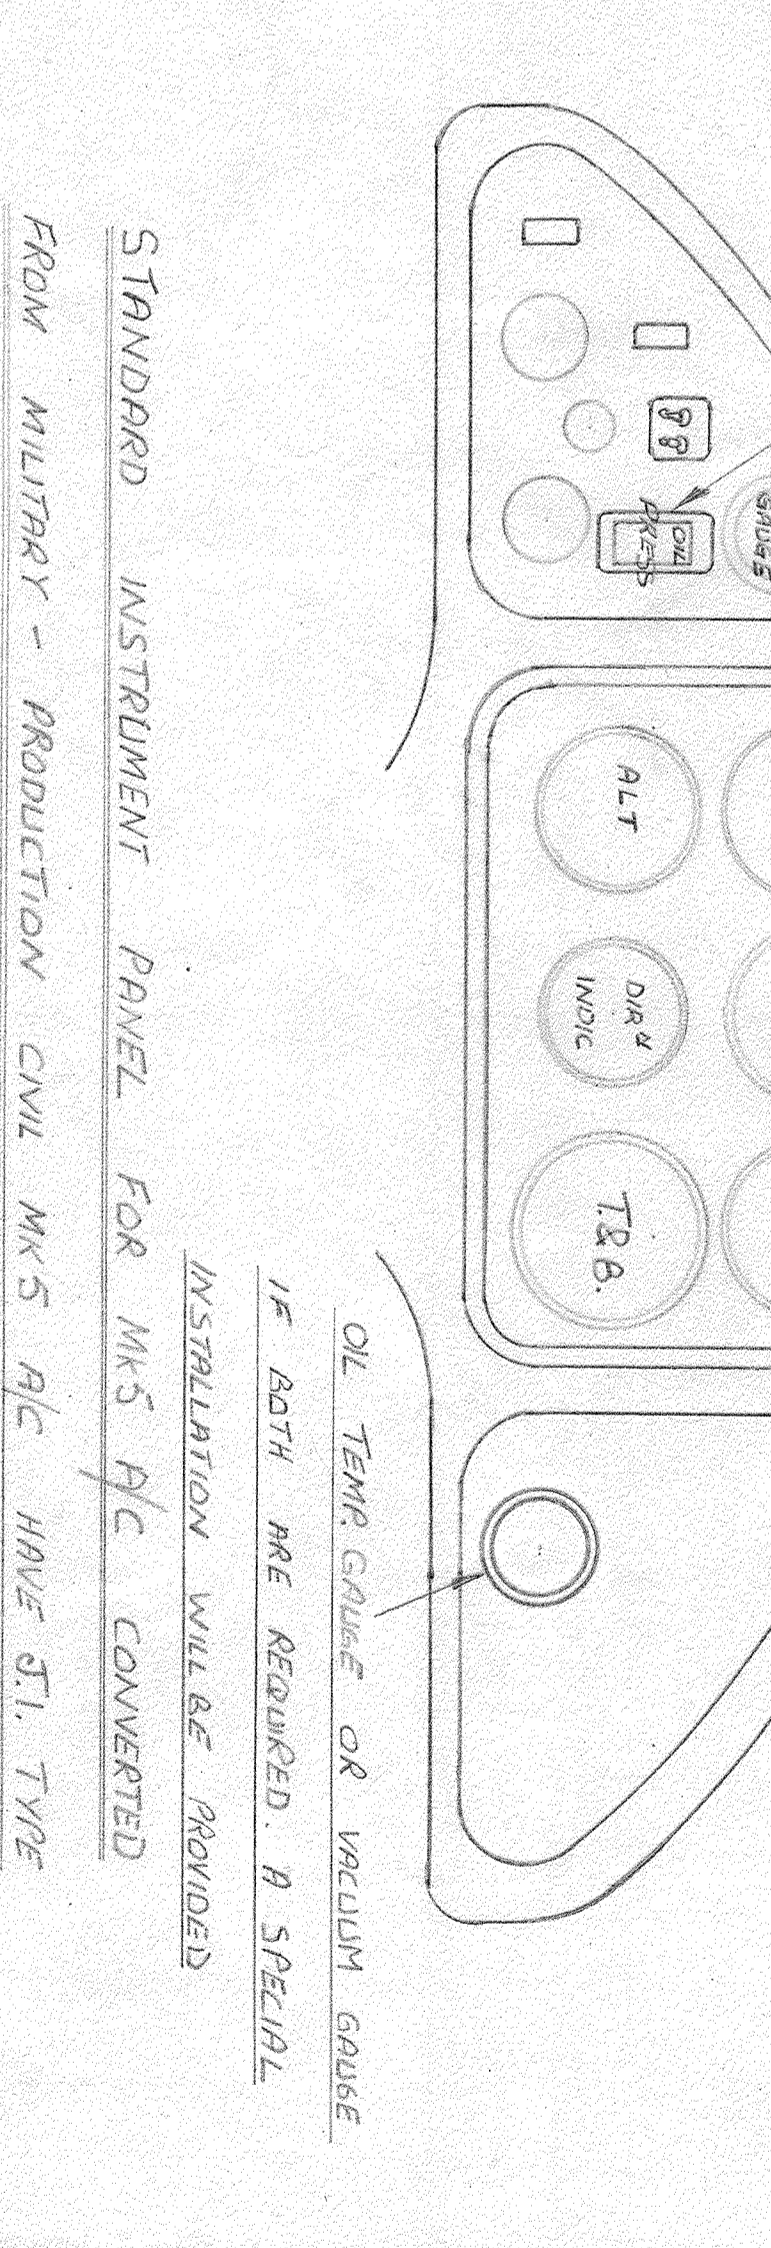 GAUGE
OIL
PRESS
ALT
DIRN
INDIC
T.&B.
OIL TEMP. GAUGE OR VACUUM GAUGE
IF BOTH ARE REQUIRED. A SPECIAL
INSTALLATION WILL BE PROVIDED
STANDARD INSTRUMENT PANEL FOR MK5 A/C CONVERTED
FROM MILITARY - PRODUCTION CIVIL MK5 A/C HAVE J.I. TYPE